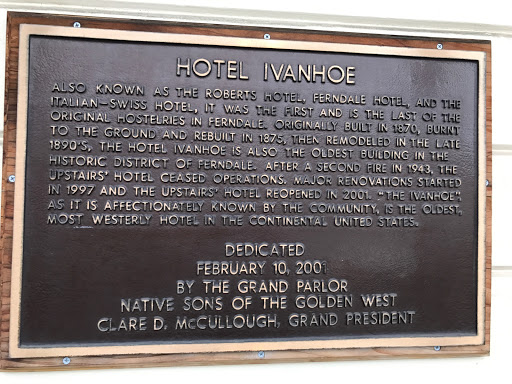 HOTEL IVANHOE
ALSO KNOWN AS THE ROBERTS HOTEL, FERNDALE HOTEL, AND THE
ITALIAN-SWISS HOTEL, IT WAS THE FIRST AND IS THE LAST OF THE
ORIGINAL HOSTELRIES IN FERNDALE. ORIGINALLY BUILT IN 1870, BURNT
TO THE GROUND AND REBUILT IN 1875, THEN REMODELED IN THE LATE
1890'S, THE HOTEL IVANHOE IS ALSO THE OLDEST BUILDING IN THE
HISTORIC DISTRICT OF FERNDALE. AFTER A SECOND FIRE IN 1943, THE
UPSTAIRS' HOTEL CEASED OPERATIONS. MAJOR RENOVATIONS STARTED
IN 1997 AND THE UPSTAIRS' HOTEL REOPENED IN 2001. "THE IVANHOE",
AS IT IS AFFECTIONATELY KNOWN BY THE COMMUNITY, IS THE OLDEST,
MOST WESTERLY HOTEL IN THE CONTINENTAL UNITED STATES.
DEDICATED
FEBRUARY 10, 2001
BY THE GRAND PARLOR
NATIVE SONS OF THE GOLDEN WEST
CLARE D. McCULLOUGH, GRAND PRESIDENT